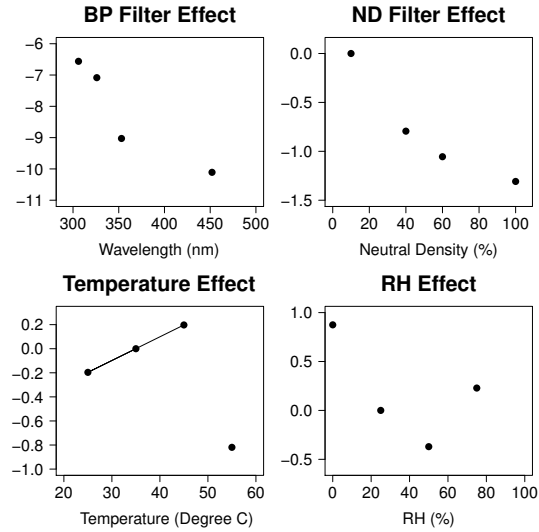 BP Filter Effect
−6
−7
−8
−9
−10
−11
300 350 400 450 500
Wavelength (nm)
ND Filter Effect
0.0
−0.5
−1.0
−1.5
0 20 40 60 80 100
Neutral Density (%)
Temperature Effect
0.2
0.0
−0.2
−0.4
−0.6
−0.8
−1.0
20 30 40 50 60
Temperature (Degree C)
RH Effect
1.0
0.5
0.0
−0.5
0 20 40 60 80 100
RH (%)